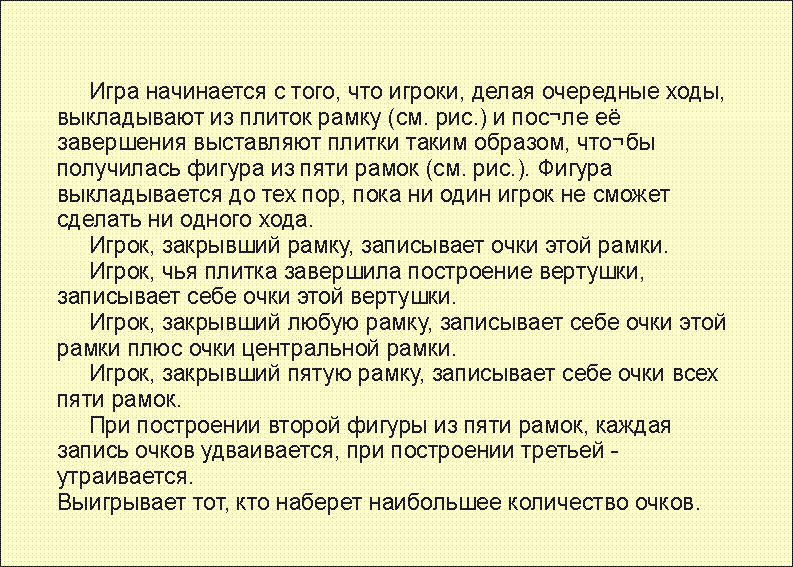 Игра начинается с того, что игроки, делая очередные ходы,
выкладывают из плиток рамку (см. рис.) и пос¬ле её
завершения выставляют плитки таким образом, что¬бы
получилась фигура из пяти рамок (см. рис.). Фигура
выкладывается до тех пор, пока ни один игрок не сможет
сделать ни одного хода.
Игрок, закрывший рамку, записывает очки этой рамки.
Игрок, чья плитка завершила построение вертушки,
записывает себе очки этой вертушки.
Игрок, закрывший любую рамку, записывает себе очки этой
рамки плюс очки центральной рамки.
Игрок, закрывший пятую рамку, записывает себе очки всех
пяти рамок.
При построении второй фигуры из пяти рамок, каждая
запись очков удваивается, при построении третьей -
утраивается.
Выигрывает тот, кто наберет наибольшее количество очков.